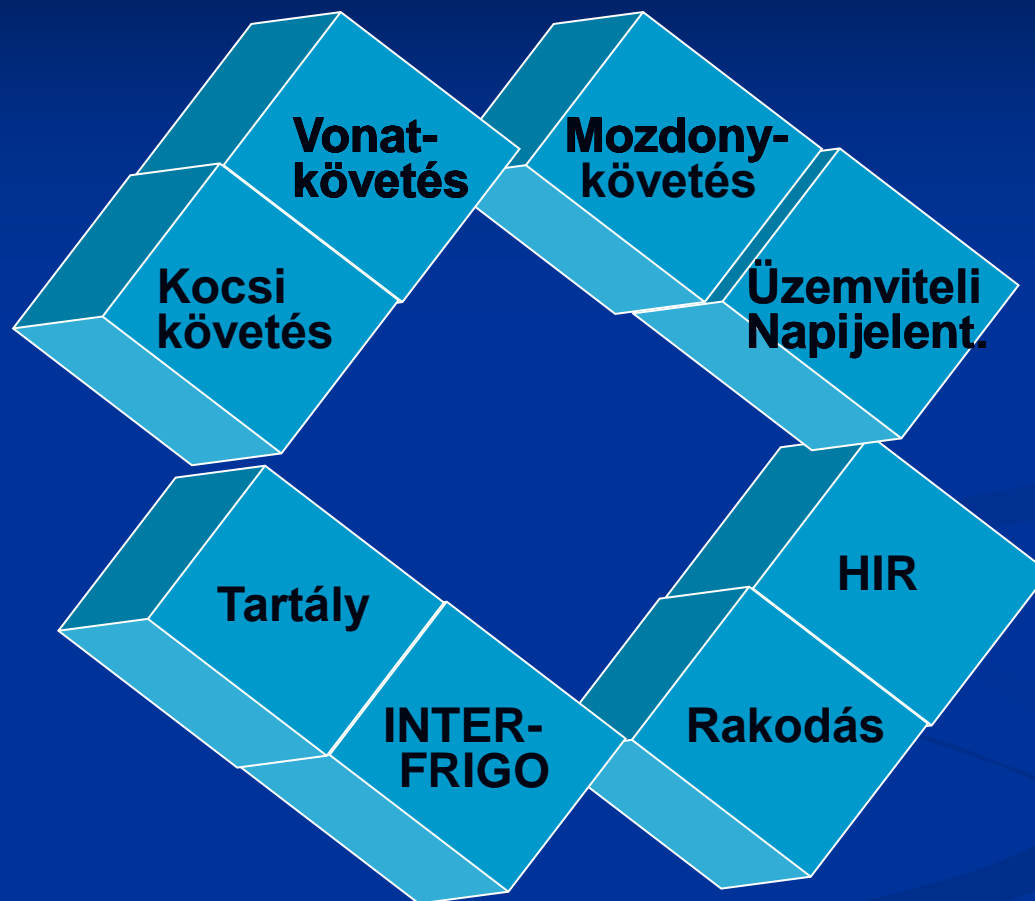 Vonat-
követés
Mozdony-
követés
Kocsi
követés
Üzemviteli
Napijelent.
Tartály
HIR
INTER-
FRIGO
Rakodás